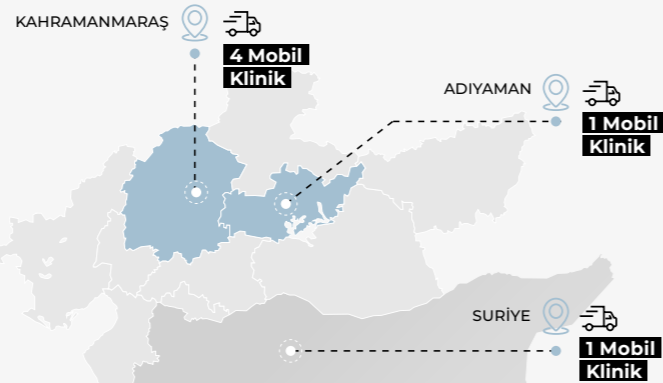 KAHRAMANMARAŞ
4 Mobil
Klinik
ADIYAMAN
1 Mobil
Klinik
SURİYE
1 Mobil
Klinik